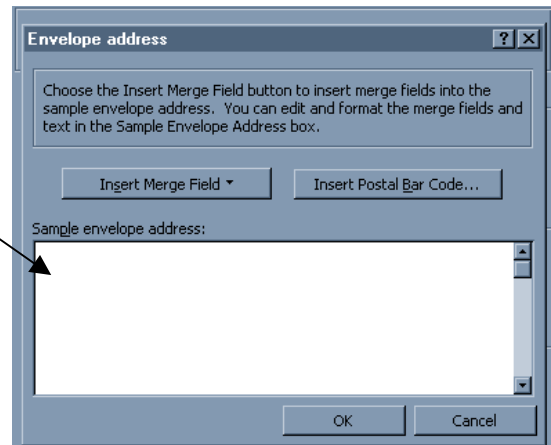 Envelope address
Choose the Insert Merge Field button to insert merge fields into the
sample envelope address. You can edit and format the merge fields and
text in the Sample Envelope Address box.
Insert Merge Field
Insert Postal Bar Code...
Sample envelope address:
OK
Cancel